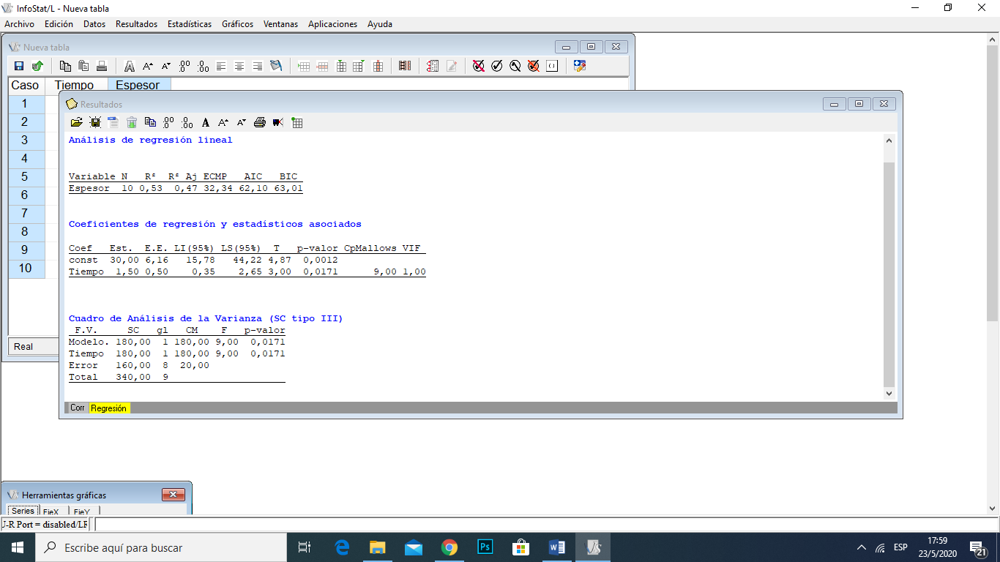 InfoStat/L - Nueva tabla
Archivo Edición Datos Resultados Estadísticas Gráficos Ventanas Aplicaciones Ayuda
Nueva tabla
Caso Tiempo Espesor
1
2
3
4
5
6
7
8
9
10
Real
Resultados
Análisis de regresión lineal
Variable N R² R² Aj ECMP AIC BIC
Espesor 10 0,53 0,47 32,34 62,10 63,01
Coeficientes de regresión y estadísticos asociados
Coef Est. E.E. LI(95%) LS(95%) T p-valor CpMallows VIF
const 30,00 6,16 15,78 44,22 4,87 0,0012
Tiempo 1,50 0,50 0,35 2,65 3,00 0,0171 9,00 1,00
Cuadro de Análisis de la Varianza (SC tipo III)
F.V. SC gl CM F p-valor
Modelo. 180,00 1 180,00 9,00 0,0171
Tiempo 180,00 1 180,00 9,00 0,0171
Error 160,00 8 20,00
Total 340,00 9
Corr Regresión
Herramientas gráficas
Series EjeX EjeY
J-R Port = disabled/LF
Escribe aquí para buscar
ESP
17:59
23/5/2020
21